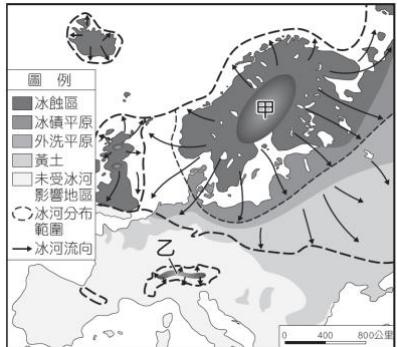 圖例
冰蝕區
冰磧平原
外洗平原
黃土
未受冰河
影響地區
冰河分布
範圍
冰河流向
甲
乙
0 400 800公里